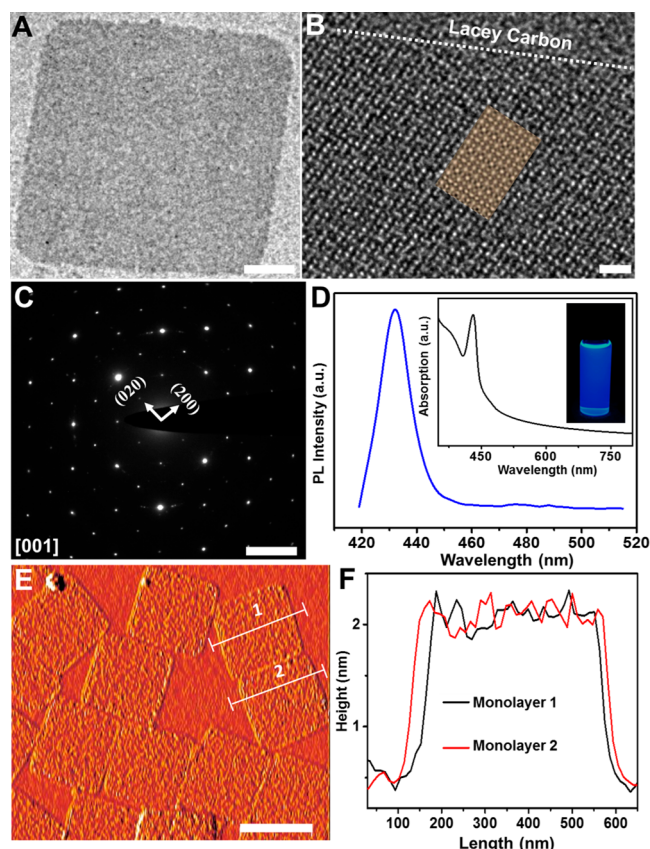 A
B
Lacey Carbon
C
(020)
(200)
[001]
D
PL Intensity (a.u.)
Absorption (a.u.)
450 600 750
Wavelength (nm)
420 440 460 480 500 520
Wavelength (nm)
E
1
2
F
Height (nm)
2
1
Monolayer 1
Monolayer 2
100 200 300 400 500 600
Length (nm)